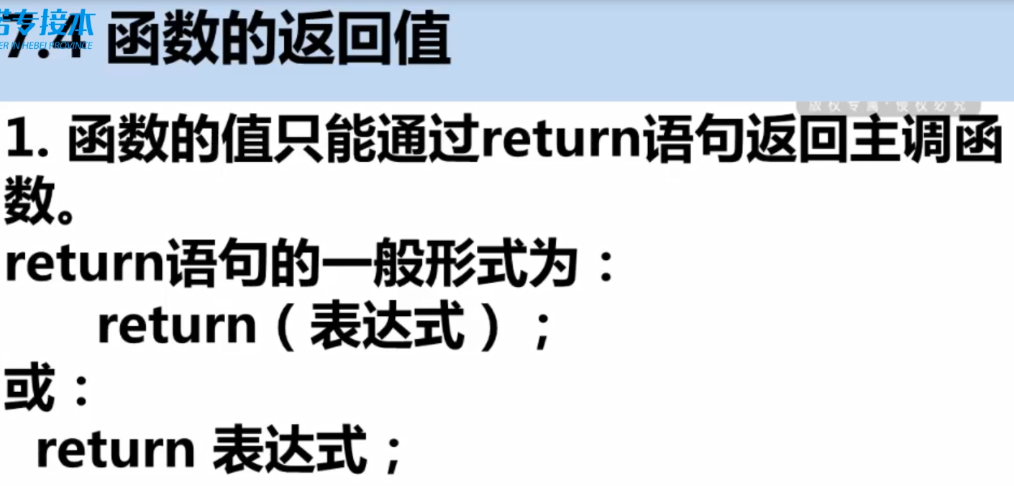 专接本
ER IN HEBEI PROVINCE
7.4 函数的返回值
版权专属·侵权必究
1. 函数的值只能通过return语句返回主调函
数。
return语句的一般形式为：
return（表达式）；
或：
return 表达式；